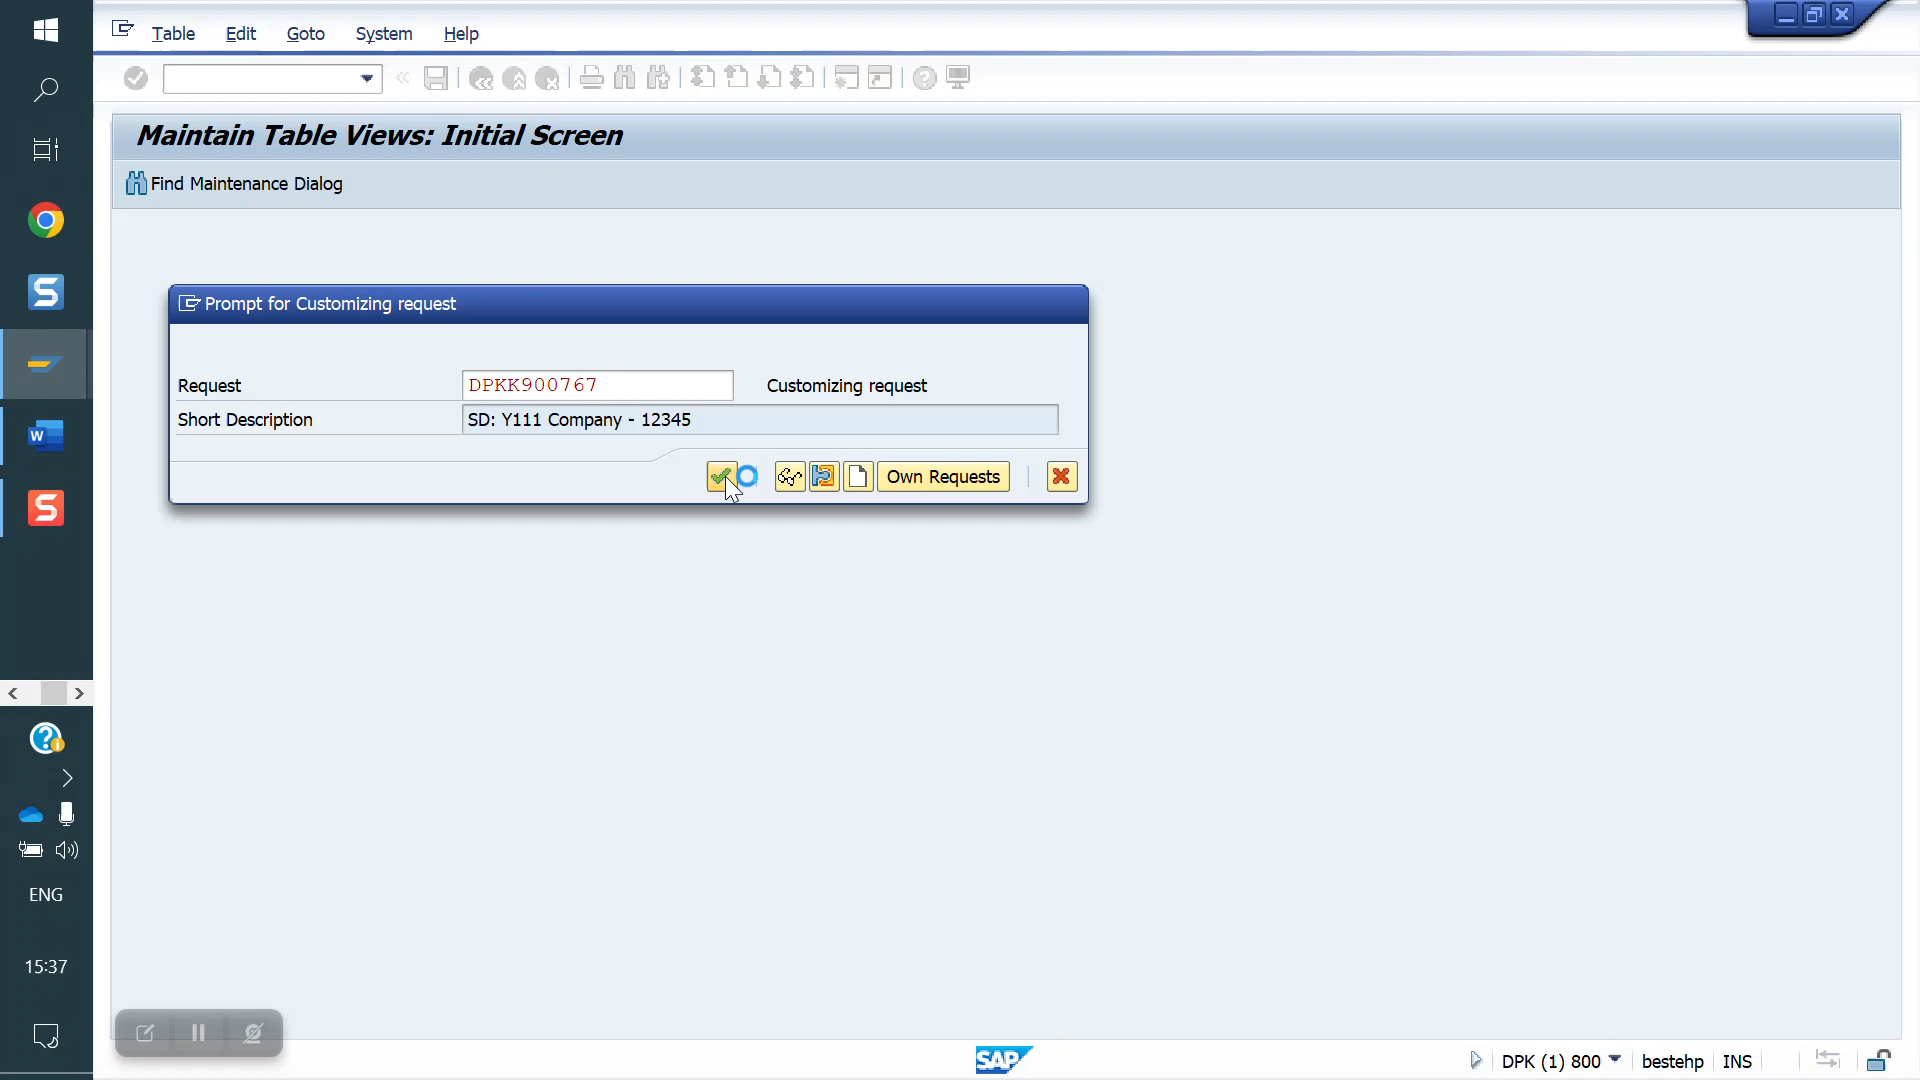 Table Edit Goto System Help
Maintain Table Views: Initial Screen
Find Maintenance Dialog
Prompt for Customizing request
Request DPKK900767 Customizing request
Short Description SD: Y111 Company - 12345
Own Requests
ENG
15:37
SAP DPK (1) 800 bestehp INS